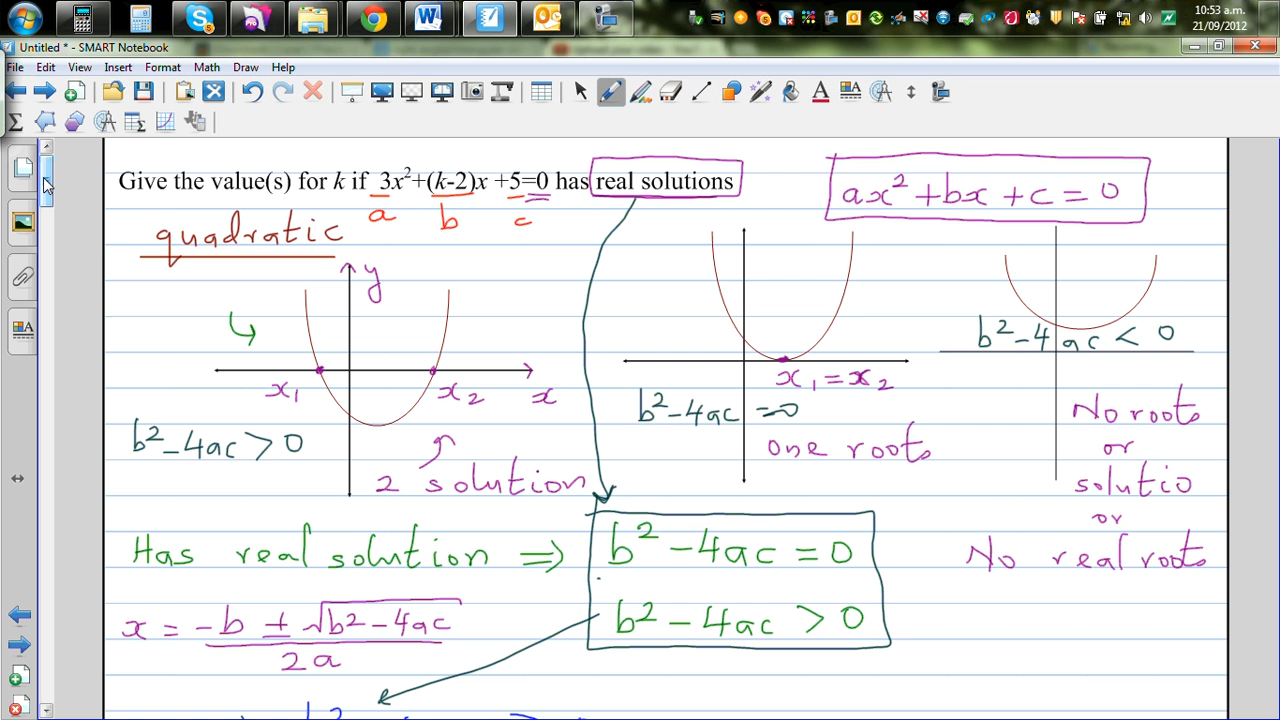 10:53 a.m.
21/09/2012
Untitled * - SMART Notebook
File Edit View Insert Format Math Draw Help
Give the value(s) for k if 3x²+(k-2)x +5=0 has real solutions
ax² + bx + c = 0
a b c
quadratic
y
x₁ x₂ x
b² - 4ac > 0
2 solution
x₁ = x₂
b² - 4ac = 0
one roots
b² - 4ac < 0
No roots
or
solutio
or
No real roots
Has real solution ⇒ b² - 4ac = 0
b² - 4ac > 0
x = -b ± √b² - 4ac
2a